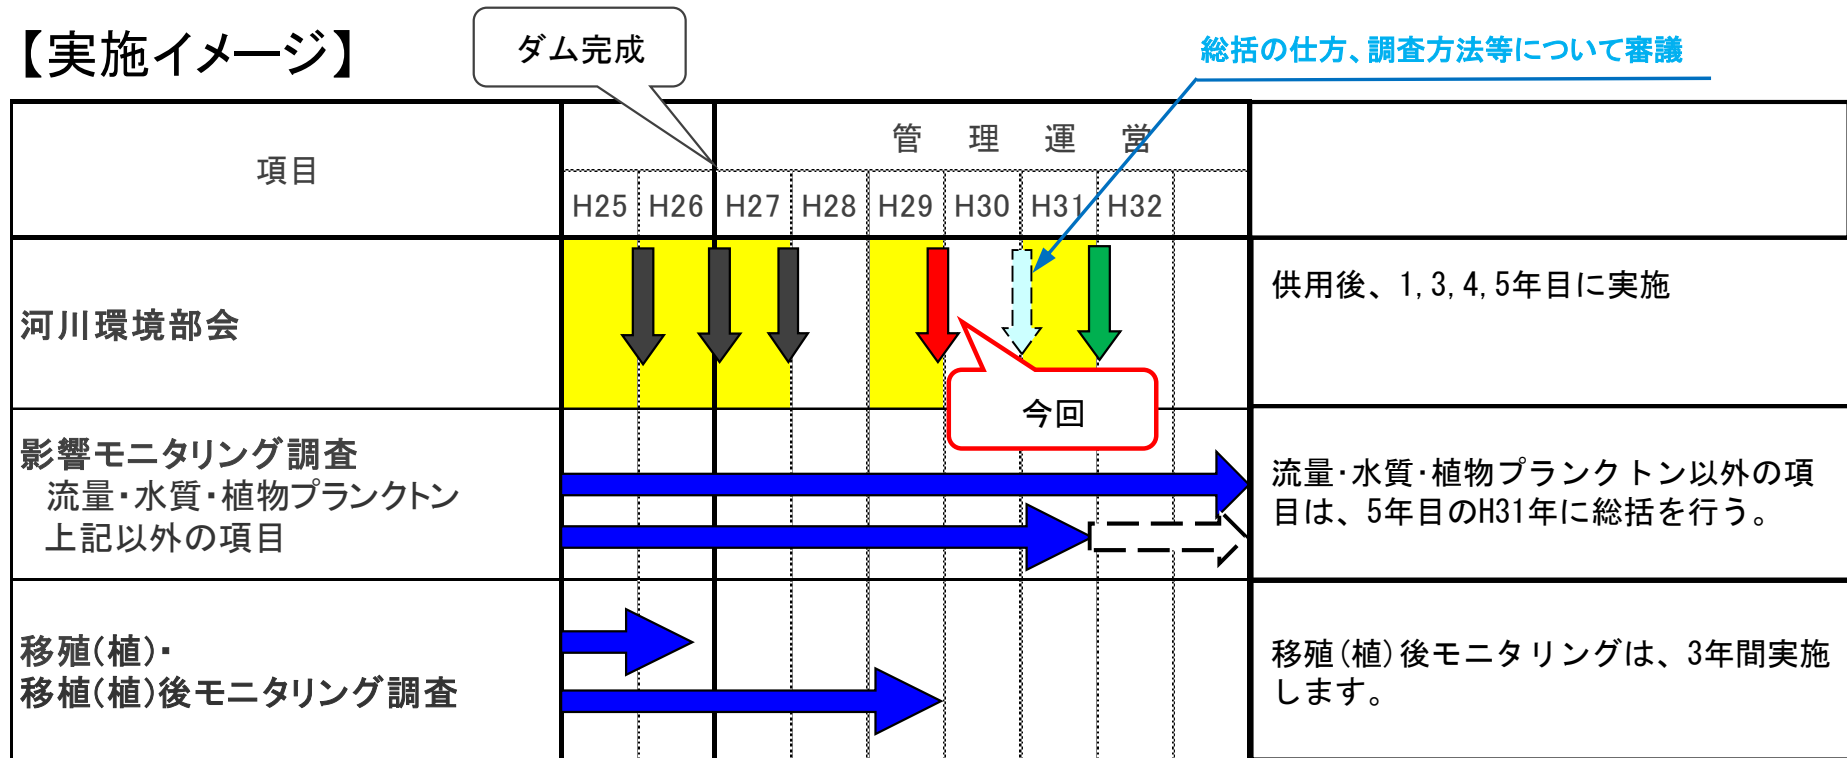 【実施イメージ】
ダム完成
総括の仕方、調査方法等について審議
項目
管理運営
H25 H26 H27 H28 H29 H30 H31 H32
河川環境部会
供用後、1,3,4,5年目に実施
今回
影響モニタリング調査
流量・水質・植物プランクトン
上記以外の項目
流量・水質・植物プランクトン以外の項
目は、5年目のH31年に総括を行う。
移殖(植)・
移植(植)後モニタリング調査
移殖(植)後モニタリングは、3年間実施
します。